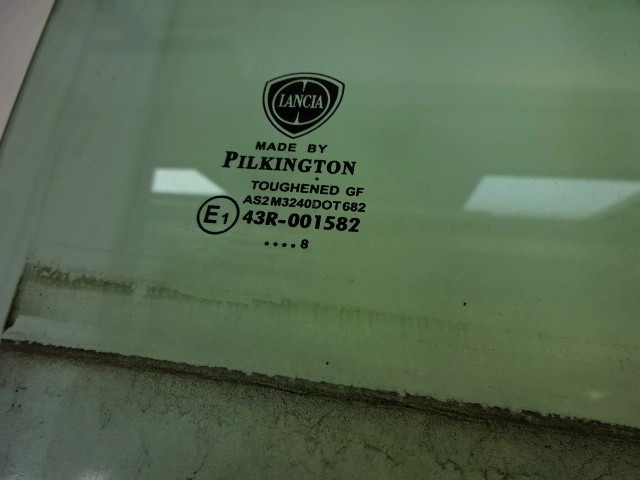 LANCIA
MADE BY
PILKINGTON
TOUGHENED GF
AS2M3240DOT682
E1 43R-001582
....8